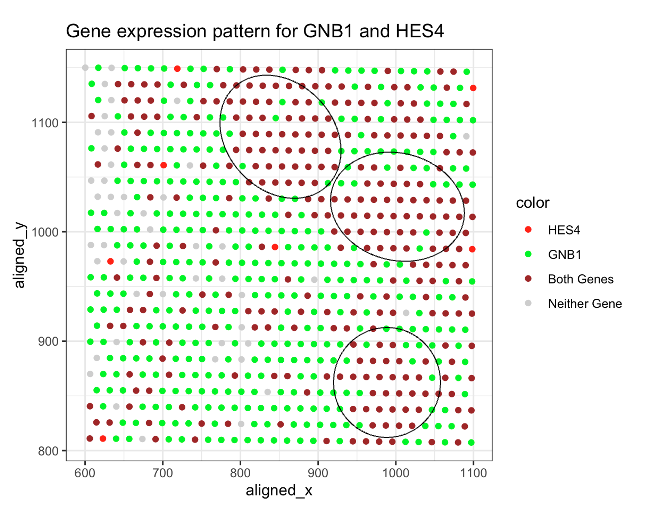 Gene expression pattern for GNB1 and HES4
1100
1000
900
800
aligned_y
600
700
800
900
1000
1100
aligned_x
color
HES4
GNB1
Both Genes
Neither Gene